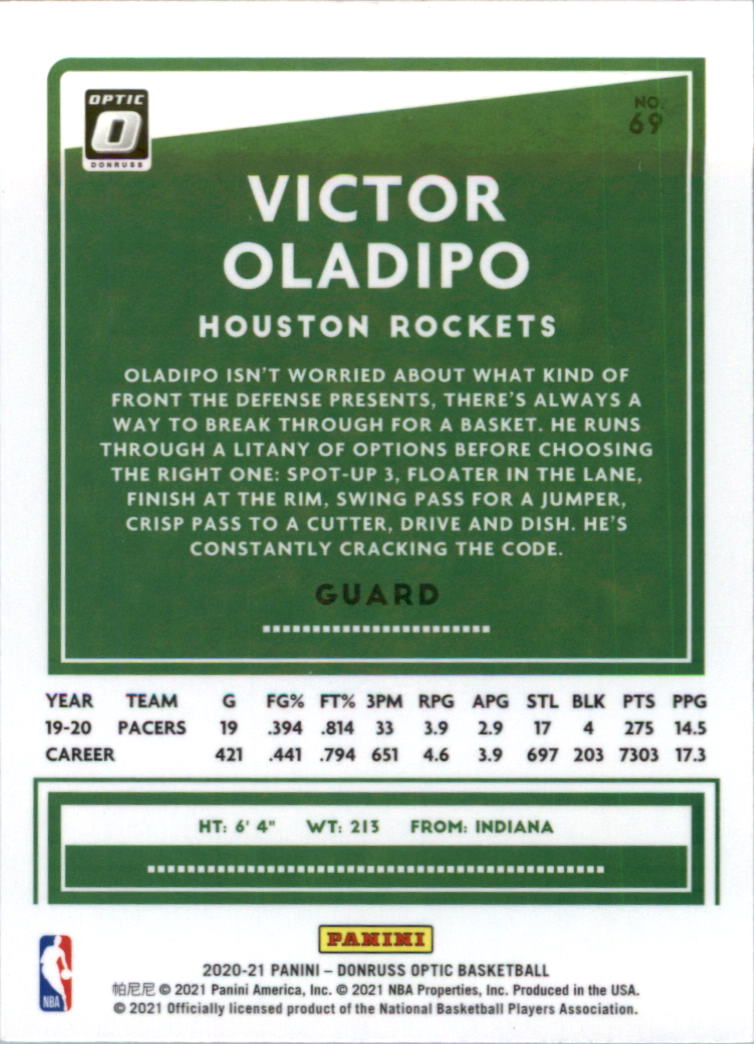 OPTIC
O
DONRUSS
NO.
69
VICTOR
OLADIPO
HOUSTON ROCKETS
OLADIPO ISN'T WORRIED ABOUT WHAT KIND OF
FRONT THE DEFENSE PRESENTS, THERE'S ALWAYS A
WAY TO BREAK THROUGH FOR A BASKET. HE RUNS
THROUGH A LITANY OF OPTIONS BEFORE CHOOSING
THE RIGHT ONE: SPOT-UP 3, FLOATER IN THE LANE,
FINISH AT THE RIM, SWING PASS FOR A JUMPER,
CRISP PASS TO A CUTTER, DRIVE AND DISH. HE'S
CONSTANTLY CRACKING THE CODE.
GUARD
YEAR TEAM G FG% FT% 3PM RPG APG STL BLK PTS PPG
19-20 PACERS 19 .394 .814 33 3.9 2.9 17 4 275 14.5
CAREER 421 .441 .794 651 4.6 3.9 697 203 7303 17.3
HT: 6' 4" WT: 213 FROM: INDIANA
PANINI
NBA
2020-21 PANINI – DONRUSS OPTIC BASKETBALL
帕尼尼 © 2021 Panini America, Inc. © 2021 NBA Properties, Inc. Produced in the USA.
© 2021 Officially licensed product of the National Basketball Players Association.